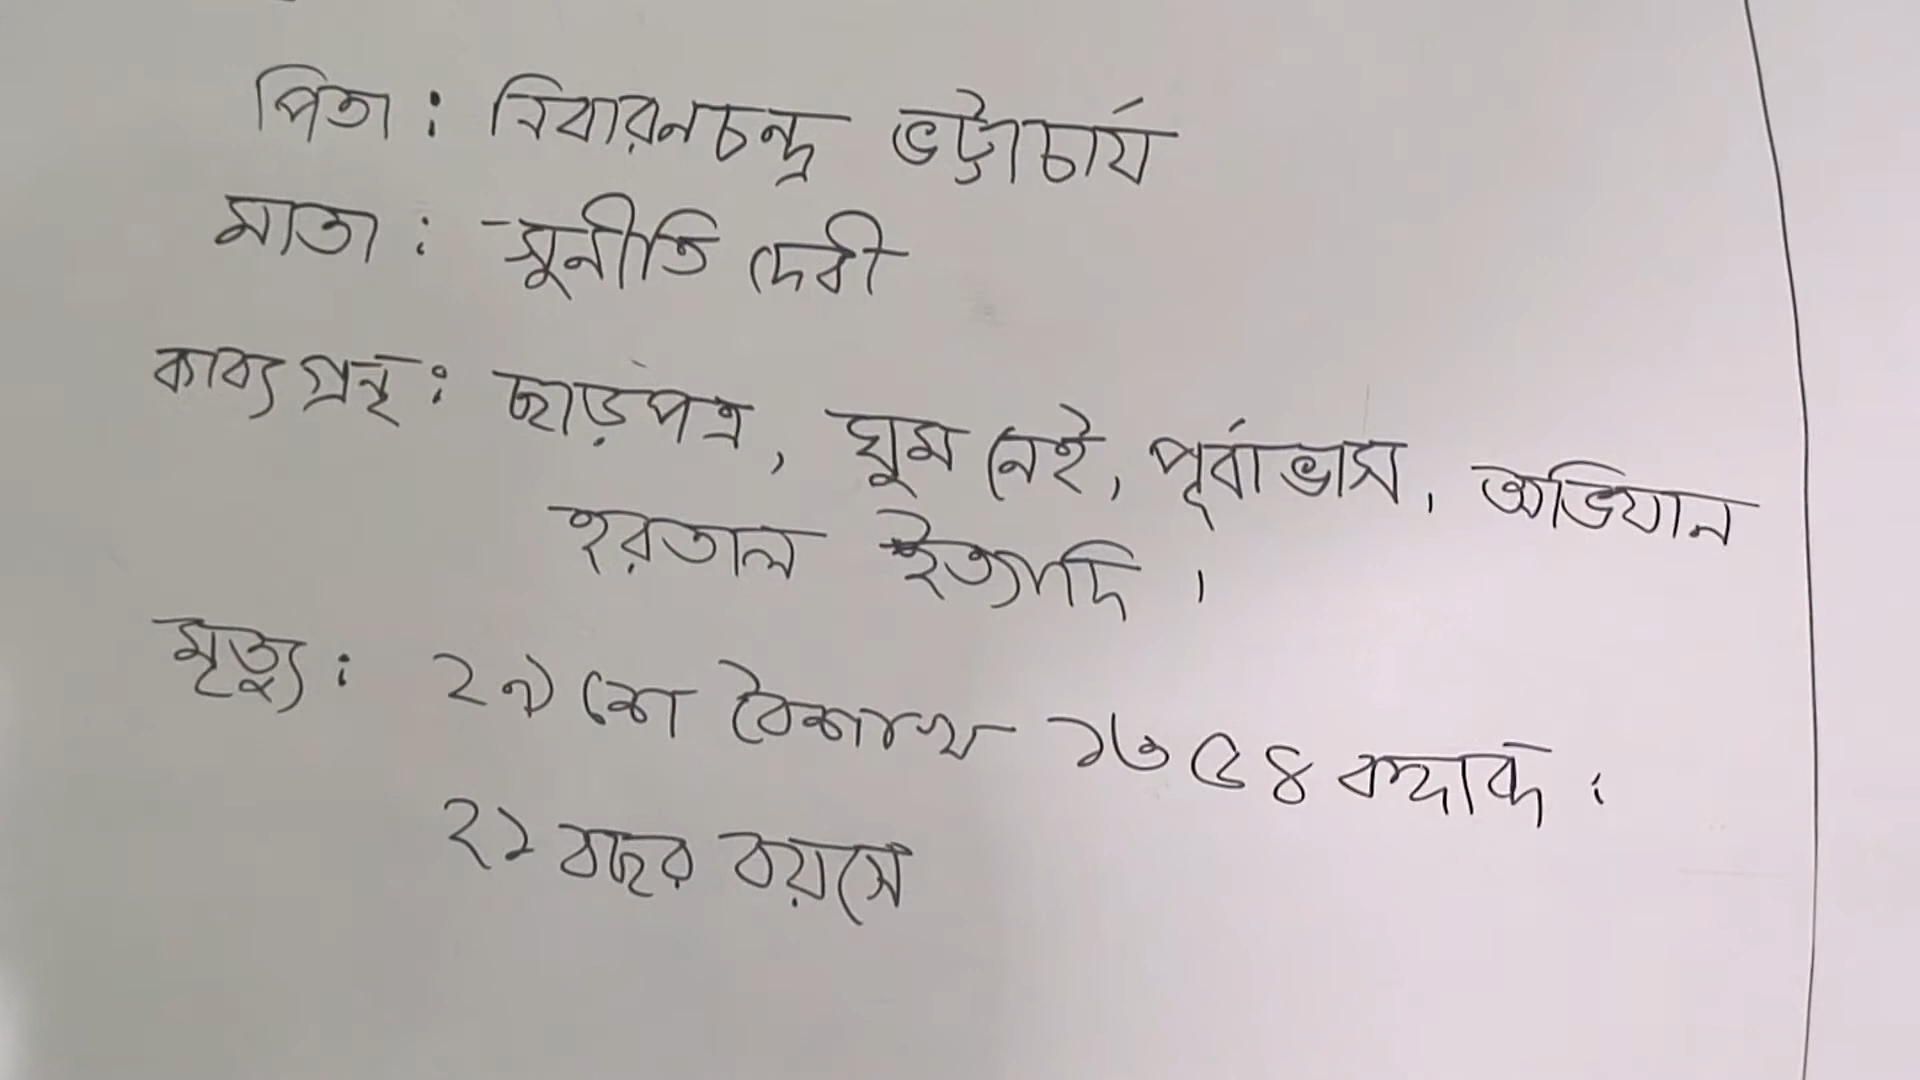 পিতা : নিবারনচন্দ্র ভট্টাচার্য
মাতা : সুনীতি দেবী
কাব্যগ্রন্থ : ছাড়পত্র, ঘুম নেই, পূর্বাভাস, অভিযান
হরতাল ইত্যাদি ।
মৃত্যু : ২৯ শে বৈশাখ ১৩৫৪ বঙ্গাব্দ ।
২১ বছর বয়সে